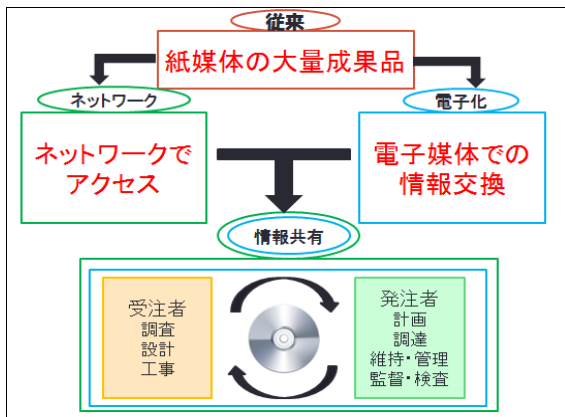 従来
紙媒体の大量成果品
ネットワーク
電子化
ネットワークで
アクセス
電子媒体での
情報交換
情報共有
受注者
調査
設計
工事
発注者
計画
調達
維持・管理
監督・検査